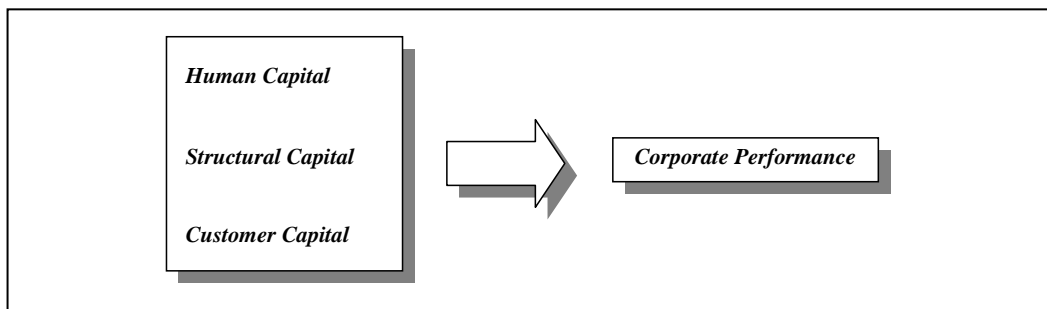 Human Capital
Structural Capital
Corporate Performance
Customer Capital